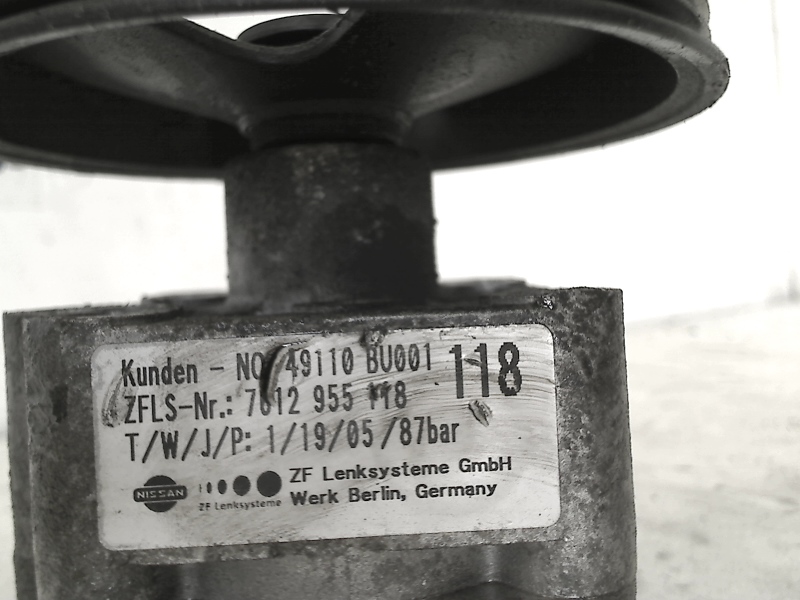 Kunden - NO 49110 BU001
118
ZFLS-Nr.: 7612 955 118
T/W/J/P: 1/19/05/87bar
NISSAN
ZF Lenksysteme
ZF Lenksysteme GmbH
Werk Berlin, Germany